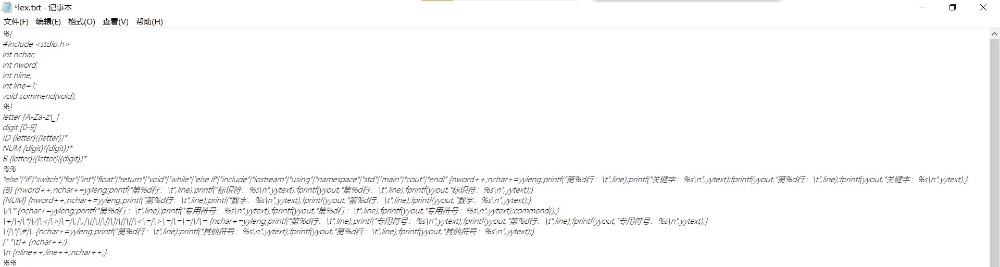 *lex.txt - 记事本
文件(F) 编辑(E) 格式(O) 查看(V) 帮助(H)
%{
#include <stdio.h>
int nchar;
int nword;
int nline;
int line=1;
void commend(void);
%}
letter [A-Za-z\_]
digit [0-9]
ID {letter}({letter})*
NUM {digit}({digit})*
B {letter}({letter}|{digit})*
%%
"else"|"if"|"switch"|"for"|"int"|"float"|"return"|"void"|"while"|"else if"|"include"|"iostream"|"using"|"namespace"|"std"|"main"|"cout"|"endl" {nword++;nchar+=yyleng;printf("第%d行：\t",line);printf("关键字：%s\n",yytext);fprintf(yyout,"第%d行：\t",line);fprintf(yyout,"关键字：%s\n",yytext);}
{B} {nword++;nchar+=yyleng;printf("第%d行：\t",line);printf("标识符：%s\n",yytext);fprintf(yyout,"第%d行：\t",line);fprintf(yyout,"标识符：%s\n",yytext);}
{NUM} {nword++;nchar+=yyleng;printf("第%d行：\t",line);printf("数字：%s\n",yytext);fprintf(yyout,"第%d行：\t",line);fprintf(yyout,"数字：%s\n",yytext);}
\/\* {nchar+=yyleng;printf("第%d行：\t",line);printf("专用符号：%s\n",yytext);fprintf(yyout,"第%d行：\t",line);fprintf(yyout,"专用符号：%s\n",yytext);commend();}
\+|\-|\*|\/|\<|\>|\=|\;|\,|\(|\)|\[|\]|\{|\{|\<\=|\>\=|\=\=|\!\= {nchar+=yyleng;printf("第%d行：\t",line);printf("专用符号：%s\n",yytext);fprintf(yyout,"第%d行：\t",line);fprintf(yyout,"专用符号：%s\n",yytext);}
\!|\"|\#|\. {nchar+=yyleng;printf("第%d行：\t",line);printf("其他符号：%s\n",yytext);fprintf(yyout,"第%d行：\t",line);fprintf(yyout,"其他符号：%s\n",yytext);}
[" "\t]+ {nchar++;}
\n {nline++;line++;nchar++;}
%%